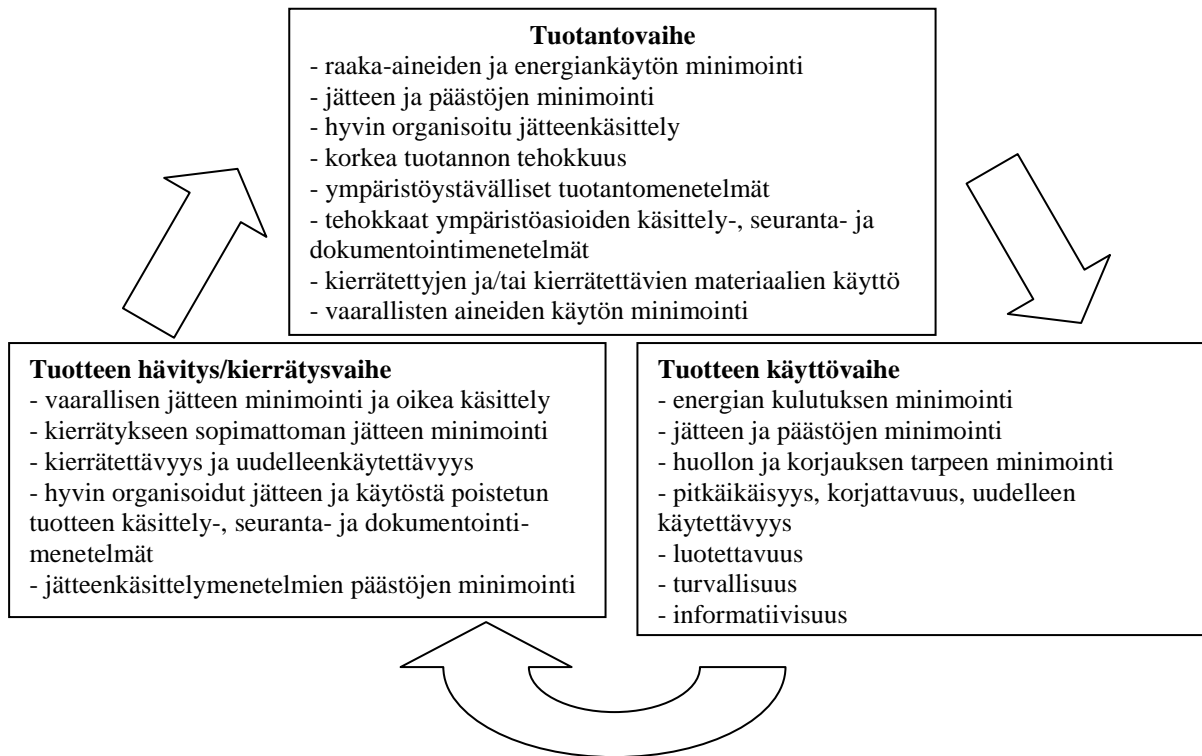 Tuotantovaihe
- raaka-aineiden ja energiankäytön minimointi
- jätteen ja päästöjen minimointi
- hyvin organisoitu jätteenkäsittely
- korkea tuotannon tehokkuus
- ympäristöystävälliset tuotantomenetelmät
- tehokkaat ympäristöasioiden käsittely-, seuranta- ja
dokumentointimenetelmät
- kierrätettyjen ja/tai kierrätettävien materiaalien käyttö
- vaarallisten aineiden käytön minimointi
Tuotteen hävitys/kierrätysvaihe
- vaarallisen jätteen minimointi ja oikea käsittely
- kierrätykseen sopimattoman jätteen minimointi
- kierrätettävyys ja uudelleenkäytettävyys
- hyvin organisoidut jätteen ja käytöstä poistetun
tuotteen käsittely-, seuranta- ja dokumentointi-
menetelmät
- jätteenkäsittelymenetelmien päästöjen minimointi
Tuotteen käyttövaihe
- energian kulutuksen minimointi
- jätteen ja päästöjen minimointi
- huollon ja korjauksen tarpeen minimointi
- pitkäikäisyys, korjattavuus, uudelleen
käytettävyys
- luotettavuus
- turvallisuus
- informatiivisuus